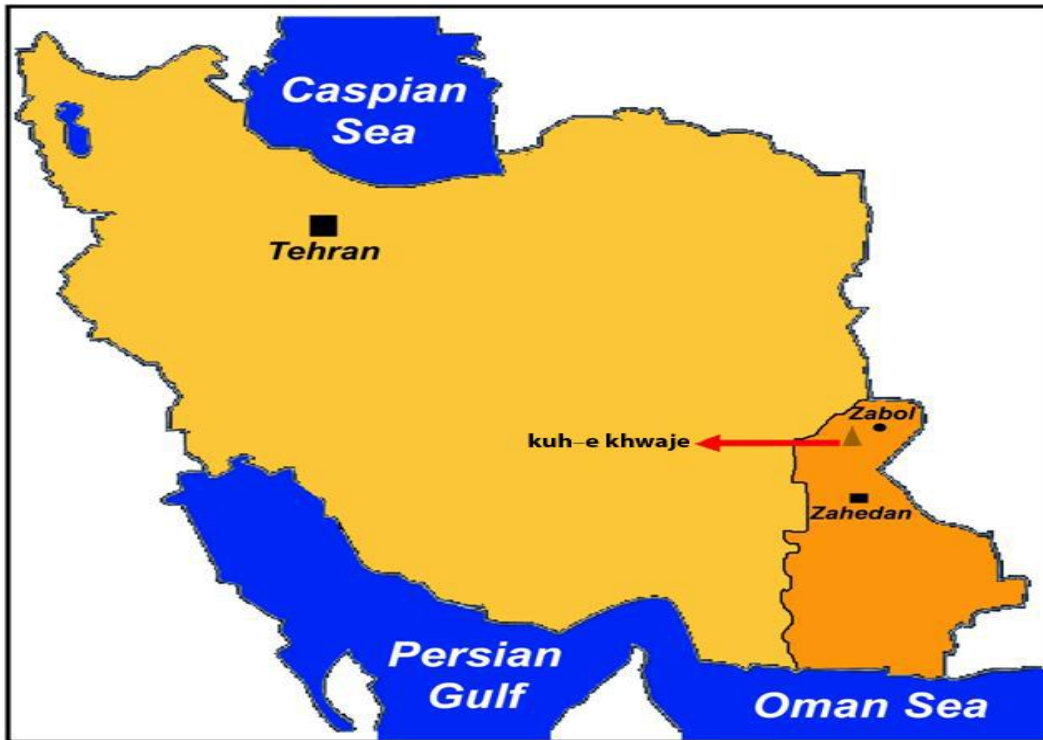 Caspian
Sea
Tehran
Zabol
kuh-e khwaje
Zahedan
Persian
Gulf
Oman Sea